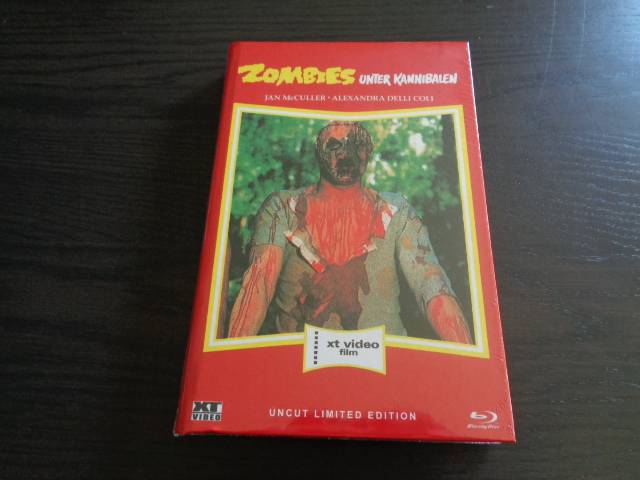 ZOMBIES UNTER KANNIBALEN
JAN McCULLER · ALEXANDRA DELLI COLI
xt video
film
XT
VIDEO
UNCUT LIMITED EDITION
Blu-ray Disc